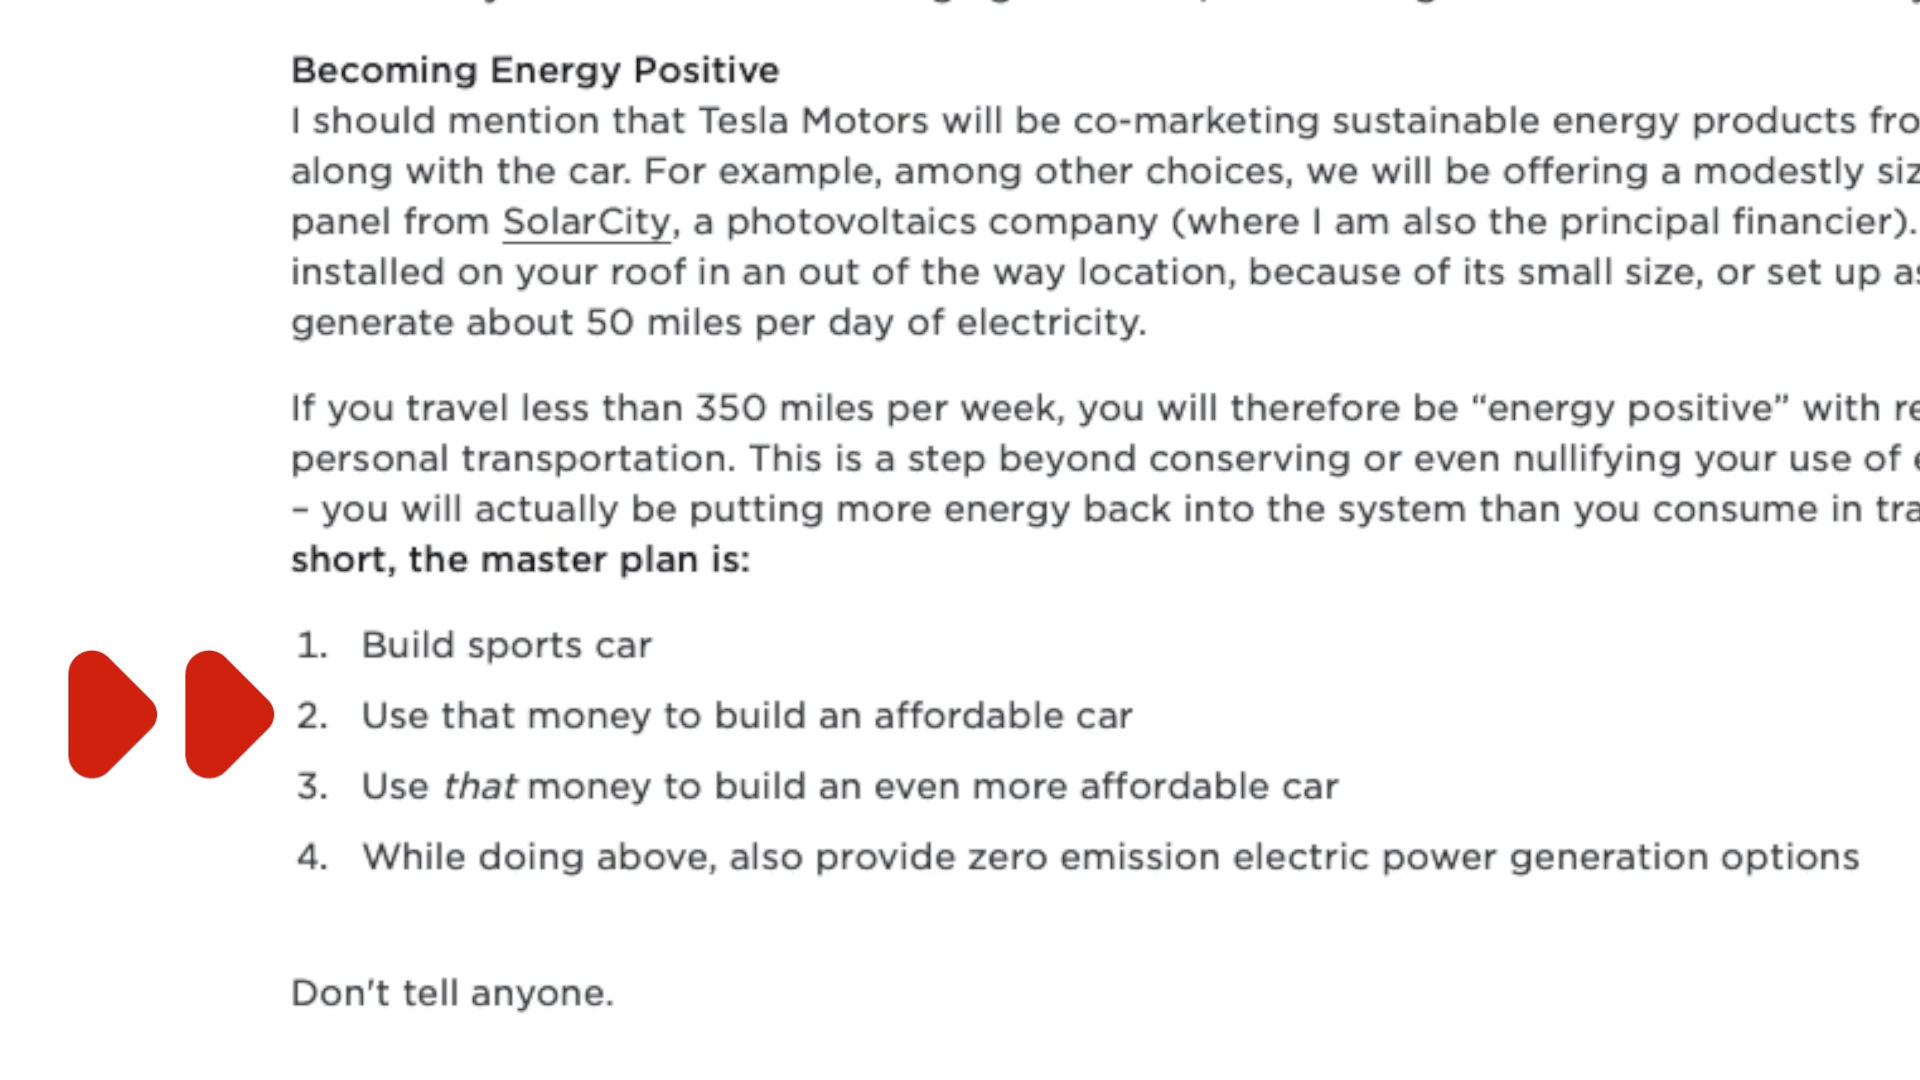 Becoming Energy Positive
I should mention that Tesla Motors will be co-marketing sustainable energy products fro
along with the car. For example, among other choices, we will be offering a modestly siz
panel from SolarCity, a photovoltaics company (where I am also the principal financier).
installed on your roof in an out of the way location, because of its small size, or set up as
generate about 50 miles per day of electricity.
If you travel less than 350 miles per week, you will therefore be “energy positive” with re
personal transportation. This is a step beyond conserving or even nullifying your use of
– you will actually be putting more energy back into the system than you consume in tra
short, the master plan is:
1. Build sports car
2. Use that money to build an affordable car
3. Use that money to build an even more affordable car
4. While doing above, also provide zero emission electric power generation options
Don't tell anyone.